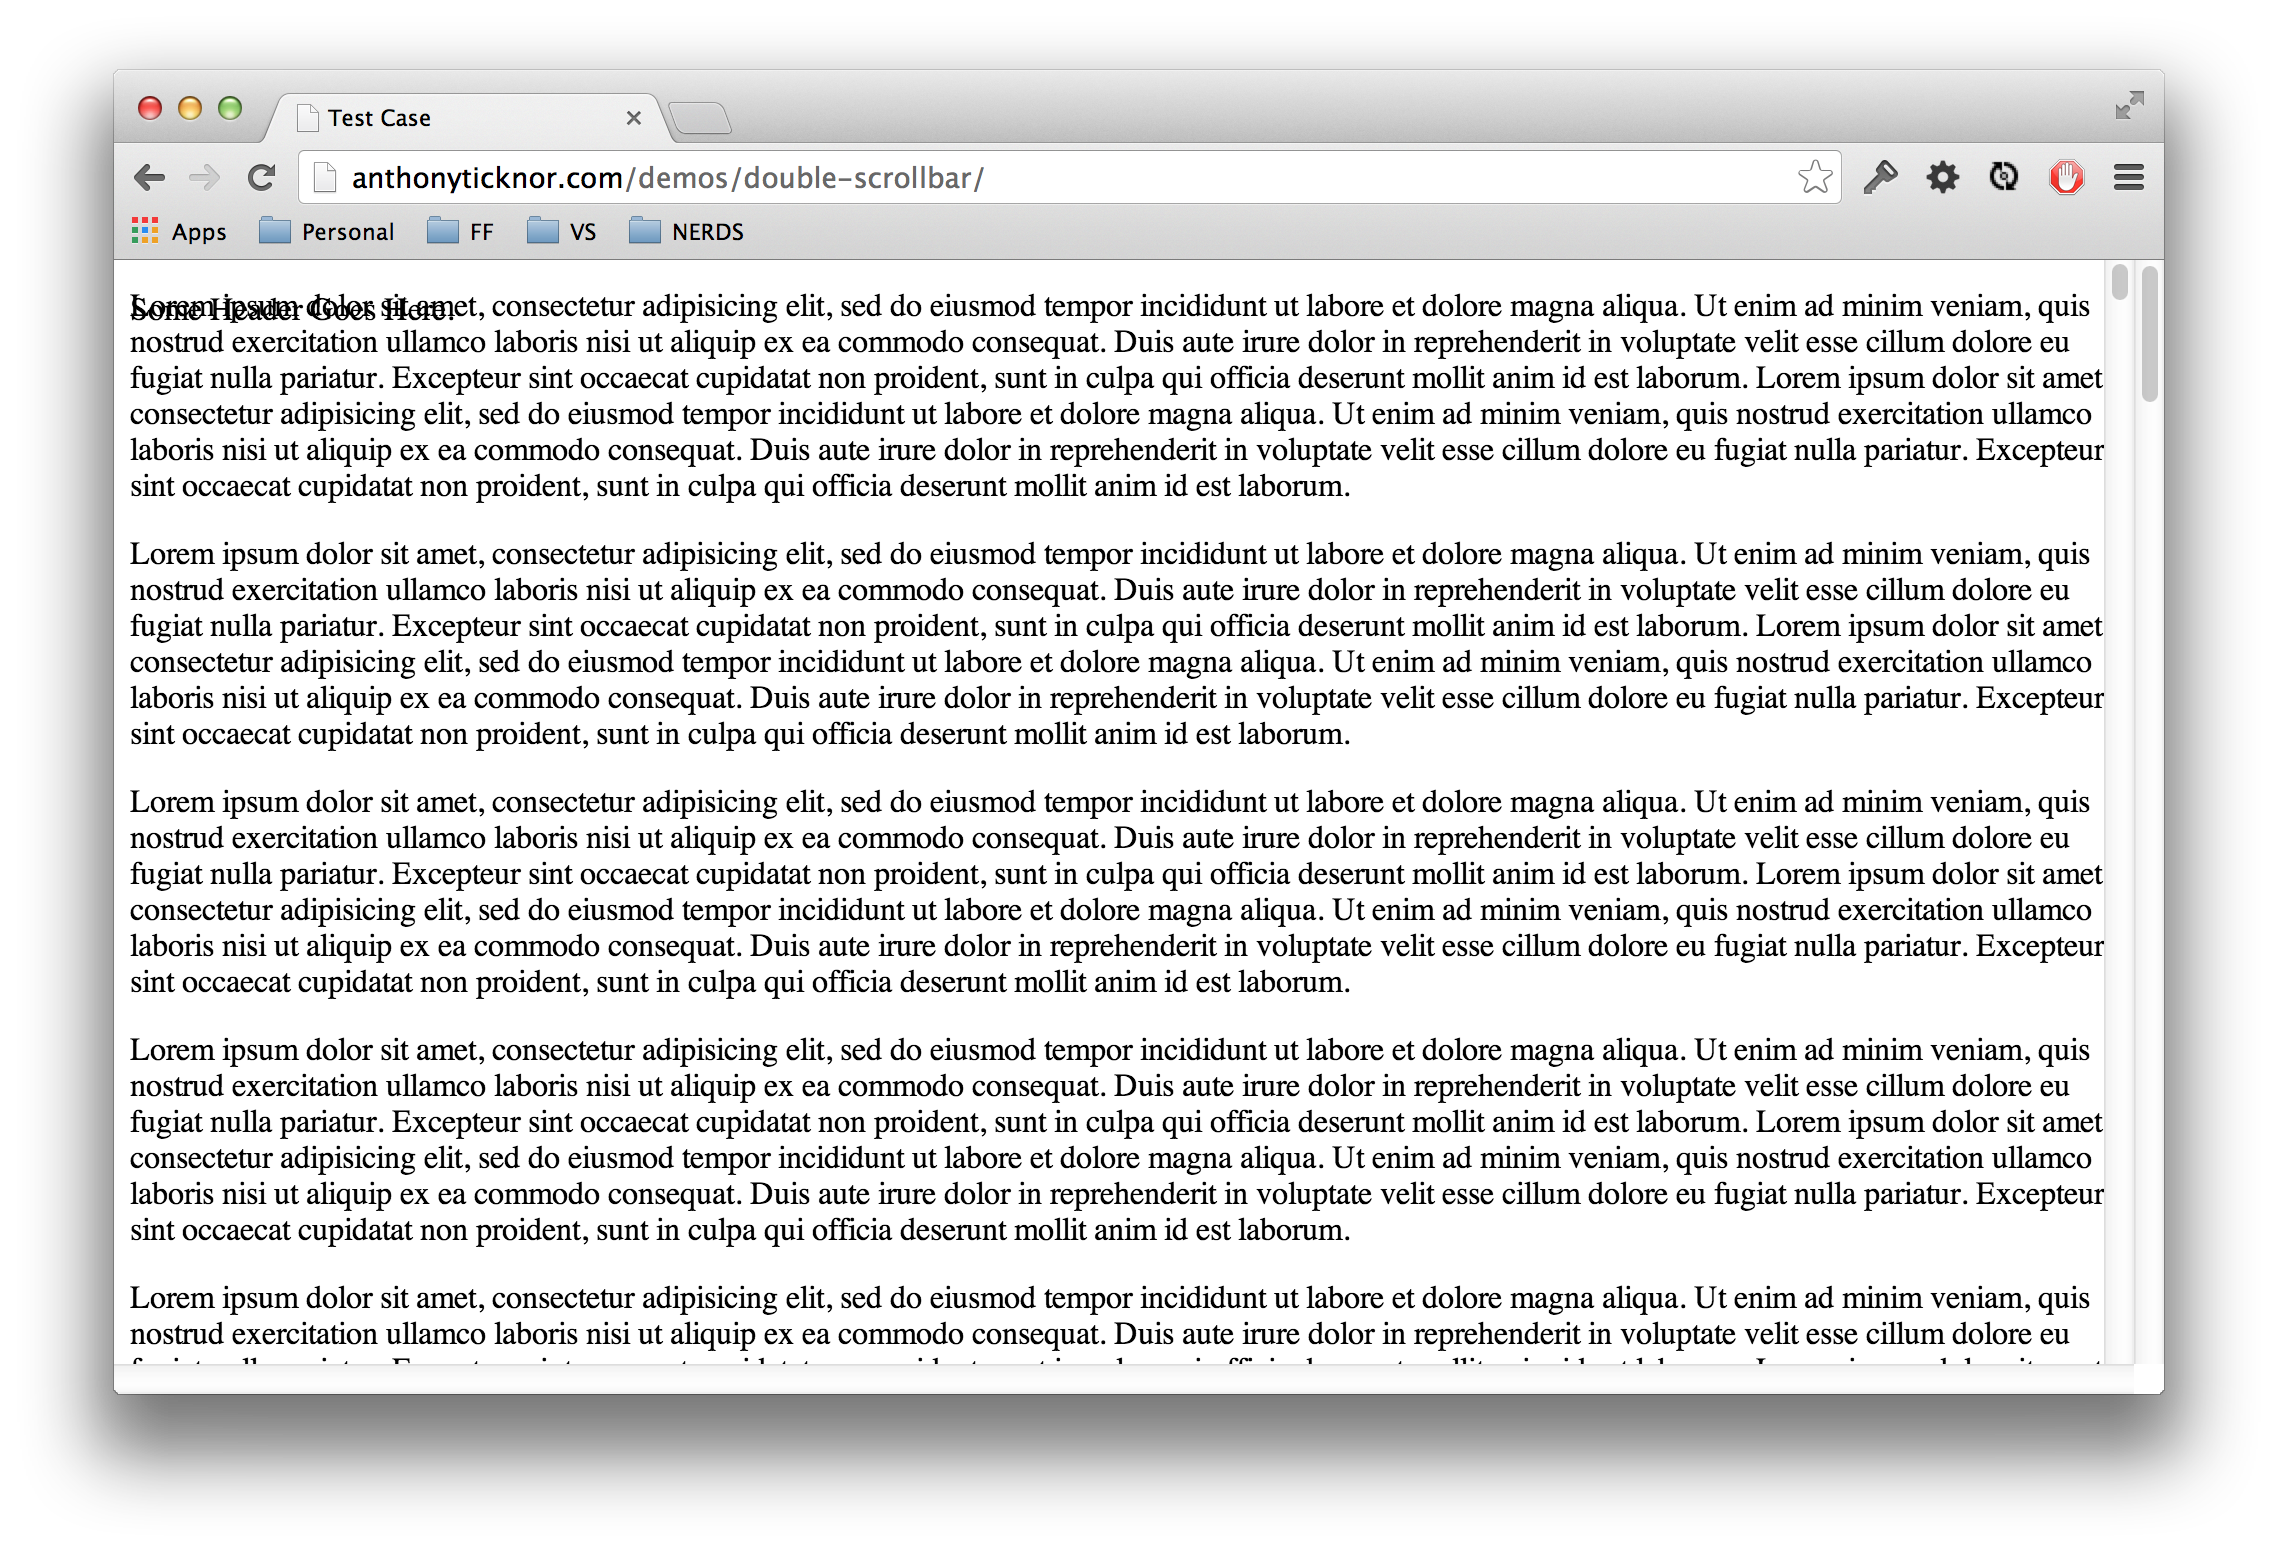 Test Case
anthonyticknor.com/demos/double-scrollbar/
Apps Personal FF VS NERDS
Some Header Goes Here.
Lorem ipsum dolor sit amet, consectetur adipisicing elit, sed do eiusmod tempor incididunt ut labore et dolore magna aliqua. Ut enim ad minim veniam, quis
nostrud exercitation ullamco laboris nisi ut aliquip ex ea commodo consequat. Duis aute irure dolor in reprehenderit in voluptate velit esse cillum dolore eu
fugiat nulla pariatur. Excepteur sint occaecat cupidatat non proident, sunt in culpa qui officia deserunt mollit anim id est laborum. Lorem ipsum dolor sit amet
consectetur adipisicing elit, sed do eiusmod tempor incididunt ut labore et dolore magna aliqua. Ut enim ad minim veniam, quis nostrud exercitation ullamco
laboris nisi ut aliquip ex ea commodo consequat. Duis aute irure dolor in reprehenderit in voluptate velit esse cillum dolore eu fugiat nulla pariatur. Excepteur
sint occaecat cupidatat non proident, sunt in culpa qui officia deserunt mollit anim id est laborum.
Lorem ipsum dolor sit amet, consectetur adipisicing elit, sed do eiusmod tempor incididunt ut labore et dolore magna aliqua. Ut enim ad minim veniam, quis
nostrud exercitation ullamco laboris nisi ut aliquip ex ea commodo consequat. Duis aute irure dolor in reprehenderit in voluptate velit esse cillum dolore eu
fugiat nulla pariatur. Excepteur sint occaecat cupidatat non proident, sunt in culpa qui officia deserunt mollit anim id est laborum. Lorem ipsum dolor sit amet
consectetur adipisicing elit, sed do eiusmod tempor incididunt ut labore et dolore magna aliqua. Ut enim ad minim veniam, quis nostrud exercitation ullamco
laboris nisi ut aliquip ex ea commodo consequat. Duis aute irure dolor in reprehenderit in voluptate velit esse cillum dolore eu fugiat nulla pariatur. Excepteur
sint occaecat cupidatat non proident, sunt in culpa qui officia deserunt mollit anim id est laborum.
Lorem ipsum dolor sit amet, consectetur adipisicing elit, sed do eiusmod tempor incididunt ut labore et dolore magna aliqua. Ut enim ad minim veniam, quis
nostrud exercitation ullamco laboris nisi ut aliquip ex ea commodo consequat. Duis aute irure dolor in reprehenderit in voluptate velit esse cillum dolore eu
fugiat nulla pariatur. Excepteur sint occaecat cupidatat non proident, sunt in culpa qui officia deserunt mollit anim id est laborum. Lorem ipsum dolor sit amet
consectetur adipisicing elit, sed do eiusmod tempor incididunt ut labore et dolore magna aliqua. Ut enim ad minim veniam, quis nostrud exercitation ullamco
laboris nisi ut aliquip ex ea commodo consequat. Duis aute irure dolor in reprehenderit in voluptate velit esse cillum dolore eu fugiat nulla pariatur. Excepteur
sint occaecat cupidatat non proident, sunt in culpa qui officia deserunt mollit anim id est laborum.
Lorem ipsum dolor sit amet, consectetur adipisicing elit, sed do eiusmod tempor incididunt ut labore et dolore magna aliqua. Ut enim ad minim veniam, quis
nostrud exercitation ullamco laboris nisi ut aliquip ex ea commodo consequat. Duis aute irure dolor in reprehenderit in voluptate velit esse cillum dolore eu
fugiat nulla pariatur. Excepteur sint occaecat cupidatat non proident, sunt in culpa qui officia deserunt mollit anim id est laborum. Lorem ipsum dolor sit amet
consectetur adipisicing elit, sed do eiusmod tempor incididunt ut labore et dolore magna aliqua. Ut enim ad minim veniam, quis nostrud exercitation ullamco
laboris nisi ut aliquip ex ea commodo consequat. Duis aute irure dolor in reprehenderit in voluptate velit esse cillum dolore eu fugiat nulla pariatur. Excepteur
sint occaecat cupidatat non proident, sunt in culpa qui officia deserunt mollit anim id est laborum.
Lorem ipsum dolor sit amet, consectetur adipisicing elit, sed do eiusmod tempor incididunt ut labore et dolore magna aliqua. Ut enim ad minim veniam, quis
nostrud exercitation ullamco laboris nisi ut aliquip ex ea commodo consequat. Duis aute irure dolor in reprehenderit in voluptate velit esse cillum dolore eu